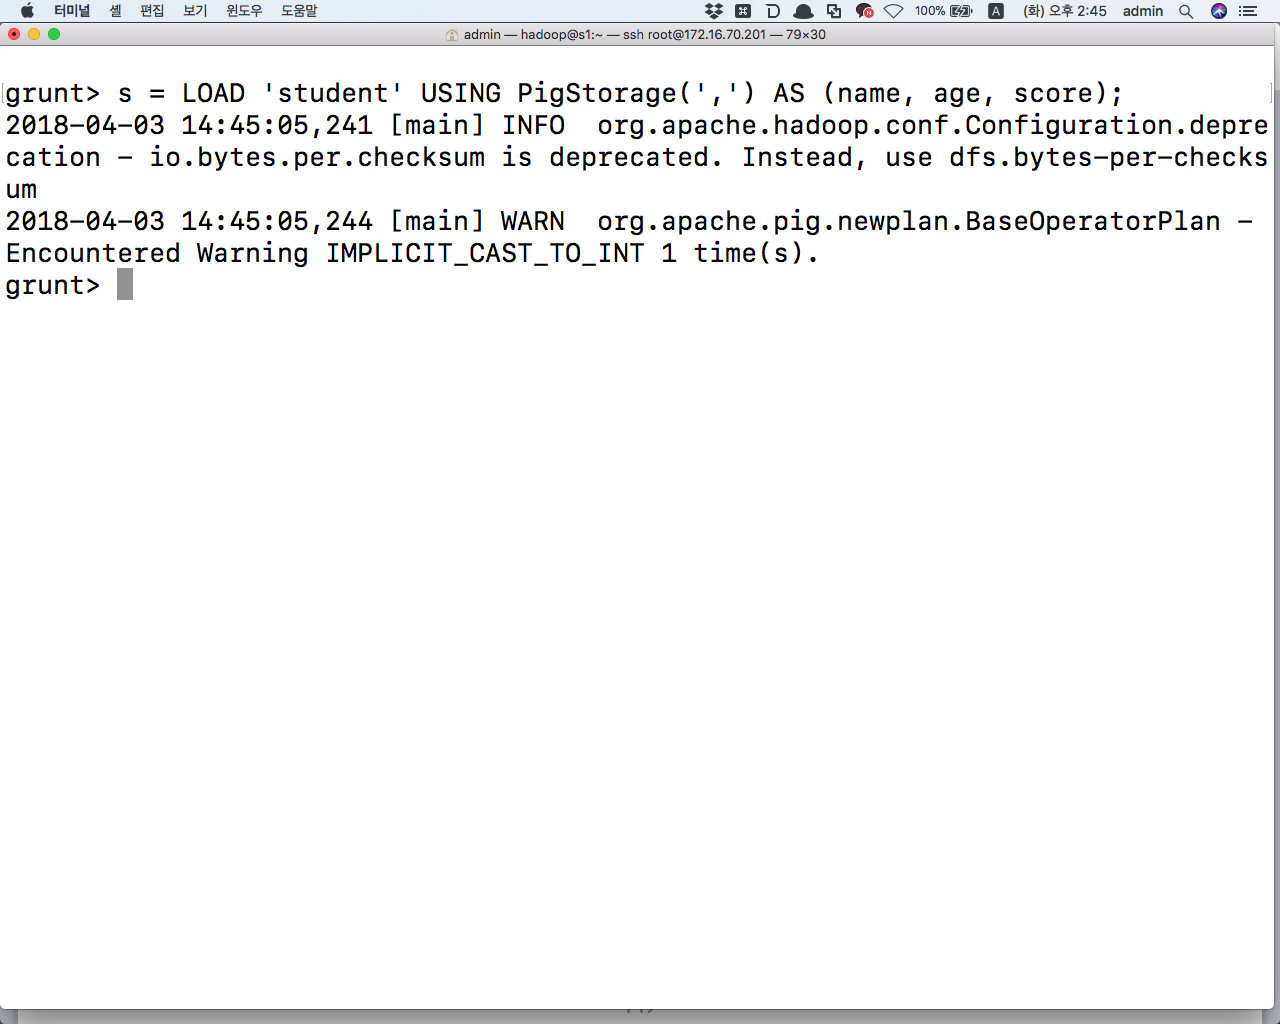 터미널 셸 편집 보기 윈도우 도움말 100% A (화) 오후 2:45 admin
admin — hadoop@s1:~ — ssh root@172.16.70.201 — 79×30
grunt> s = LOAD 'student' USING PigStorage(',') AS (name, age, score);
2018-04-03 14:45:05,241 [main] INFO  org.apache.hadoop.conf.Configuration.depre
cation - io.bytes.per.checksum is deprecated. Instead, use dfs.bytes-per-checks
um
2018-04-03 14:45:05,244 [main] WARN  org.apache.pig.newplan.BaseOperatorPlan -
Encountered Warning IMPLICIT_CAST_TO_INT 1 time(s).
grunt>